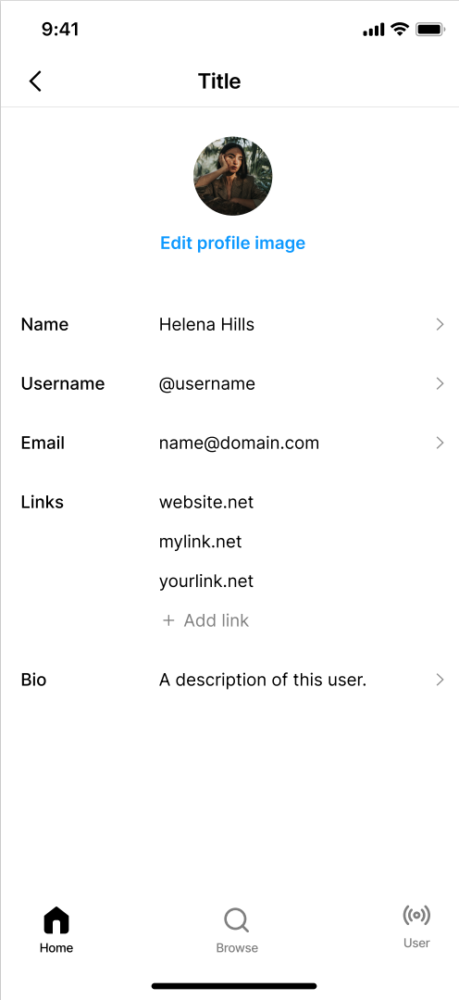 9:41
Title
Edit profile image
Name Helena Hills
Username @username
Email name@domain.com
Links website.net
mylink.net
yourlink.net
+ Add link
Bio A description of this user.
Home Browse User